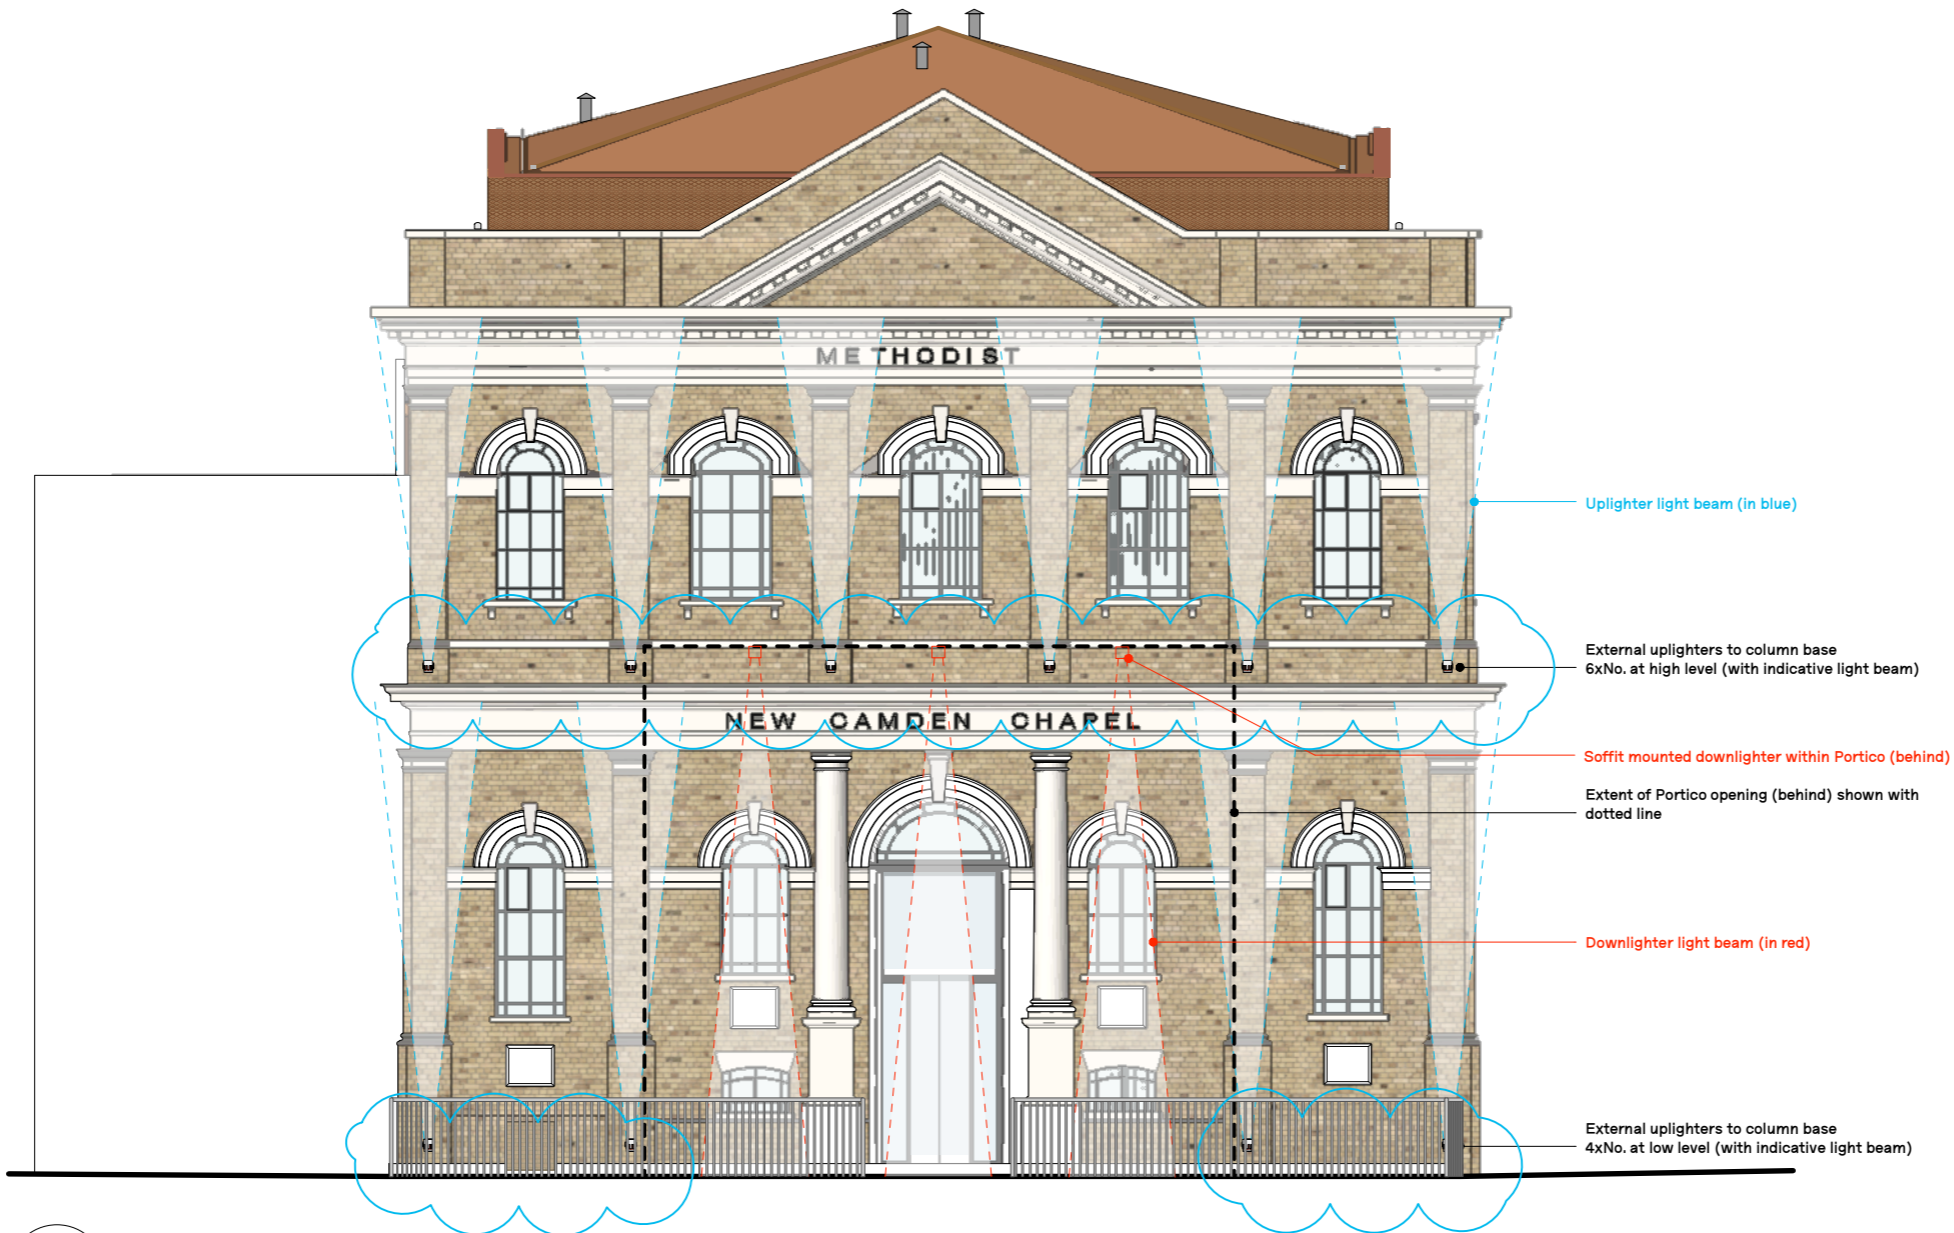 METHODIST
Uplighter light beam (in blue)
External uplighters to column base
6xNo. at high level (with indicative light beam)
NEW CAMDEN CHAPEL
Soffit mounted downlighter within Portico (behind)
Extent of Portico opening (behind) shown with
dotted line
Downlighter light beam (in red)
External uplighters to column base
4xNo. at low level (with indicative light beam)